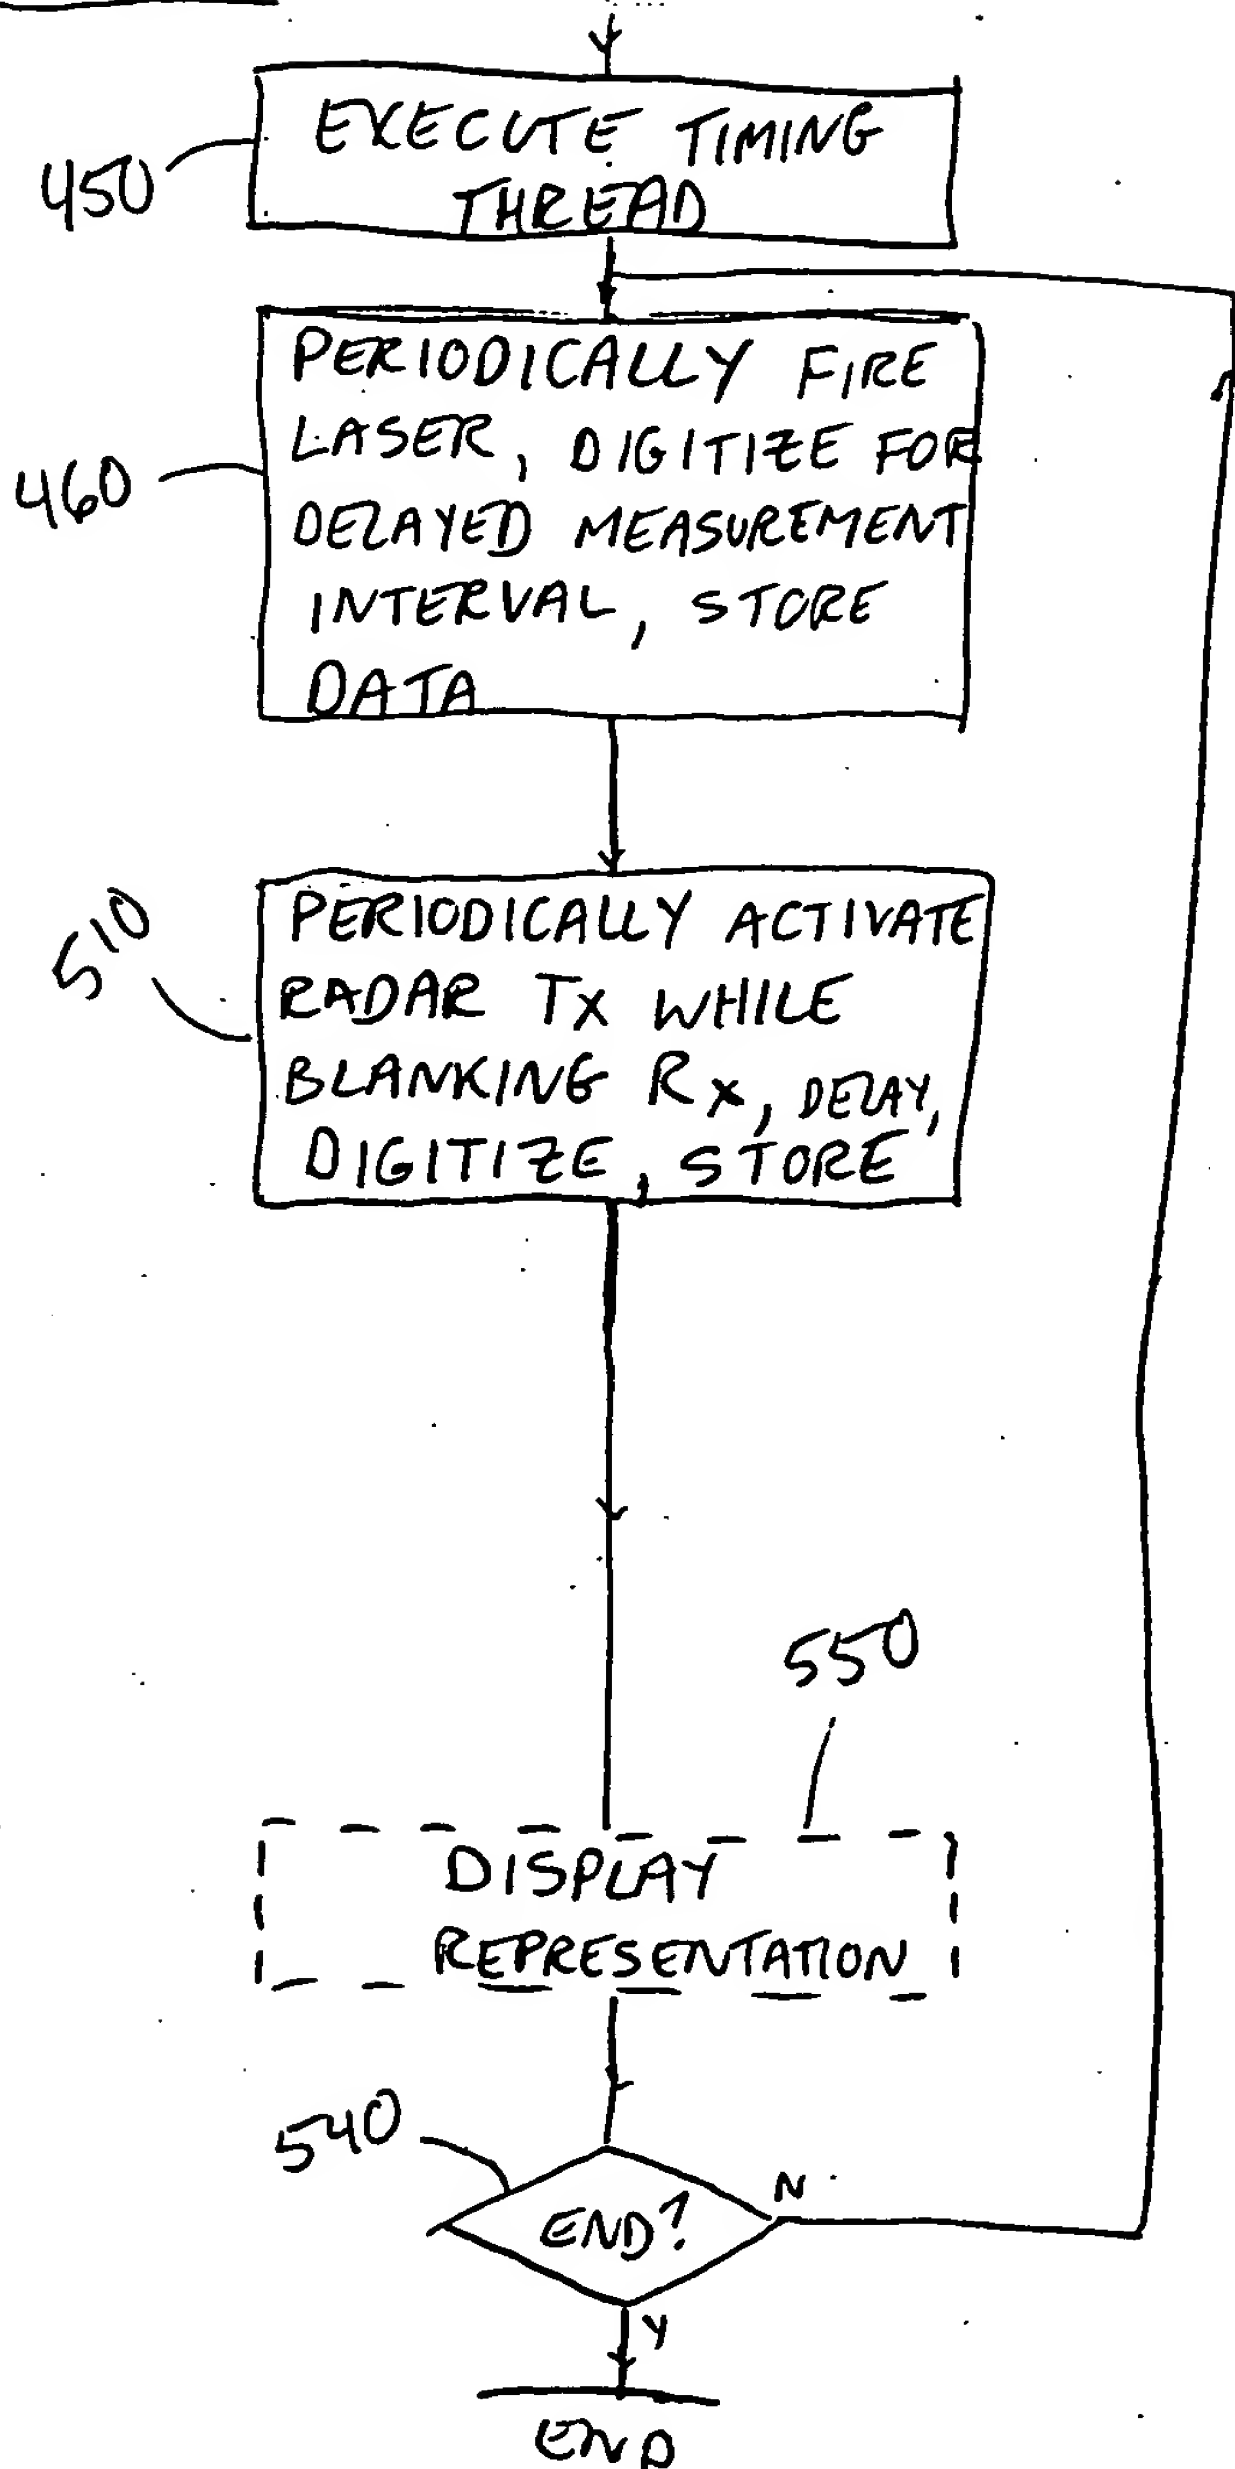 EXECUTE TIMING
450
THREAD
PERIODICALLY FIRE
LASER, DIGITIZE FOR
460
DELAYED MEASUREMENT
INTERVAL, STORE
DATA
510
PERIODICALLY ACTIVATE
RADAR Tx WHILE
BLANKING Rx, DELAY,
DIGITIZE, STORE
550
DISPLAY
REPRESENTATION
540
END?
N
Y
END